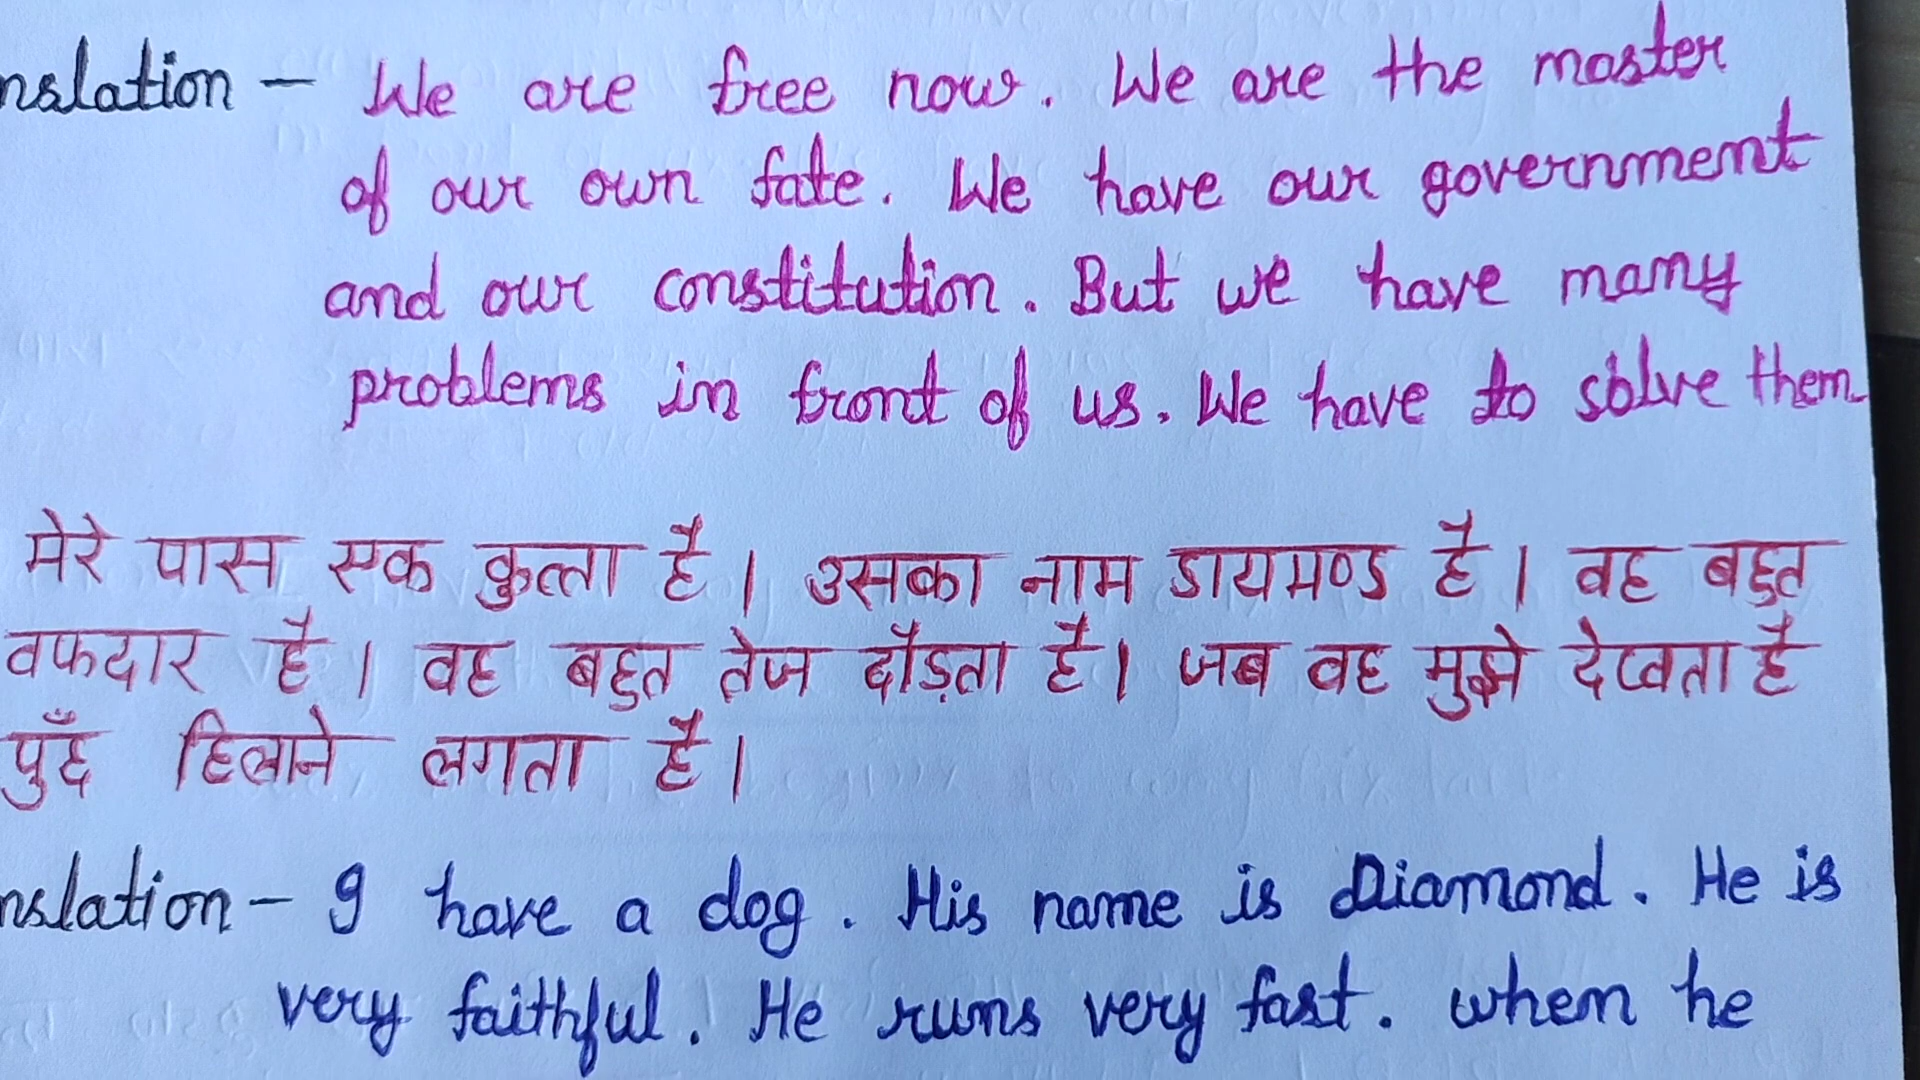 nslation - We are free now. We are the master
of our own fate. We have our government
and our constitution. But we have many
problems in front of us. We have to solve them.
मेरे पास एक कुत्ता है। उसका नाम डायमण्ड है। वह बहुत
वफदार है। वह बहुत तेज दौड़ता है। जब वह मुझे देखता है
पुँछ हिलाने लगता है।
nslation - I have a dog. His name is Diamond. He is
very faithful. He runs very fast. when he